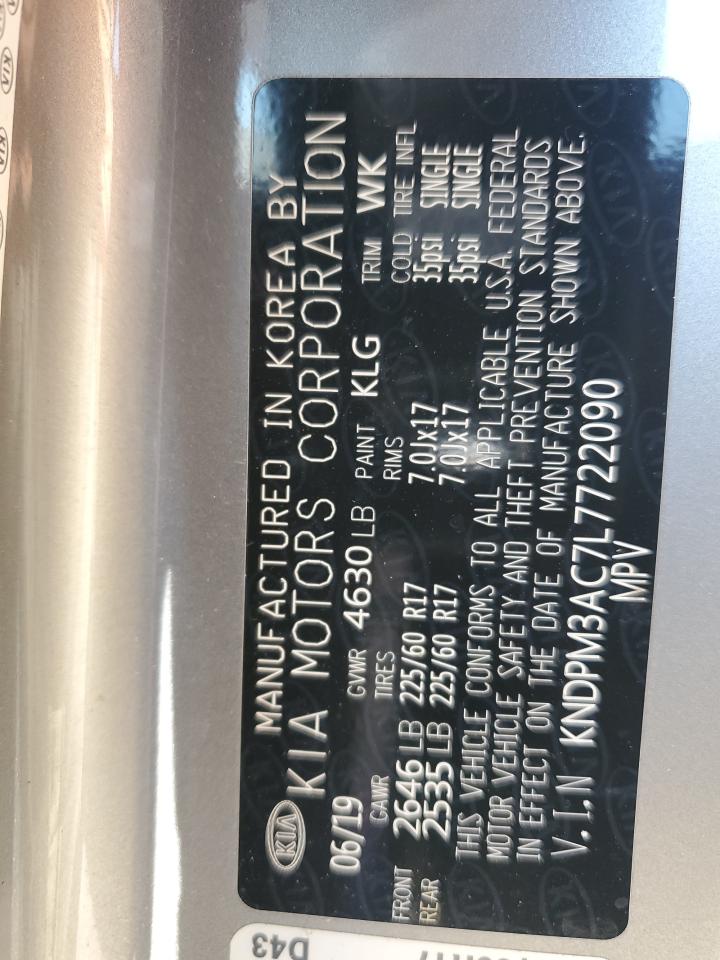 MANUFACTURED IN KOREA BY
KIA KIA MOTORS CORPORATION
06/19 GVWR 4630 LB PAINT KLG TRIM WK
GAWR TIRES RIMS COLD TIRE INFL
FRONT 2646 LB 225/60 R17 7.0Jx17 35psi SINGLE
REAR 2535 LB 225/60 R17 7.0Jx17 35psi SINGLE
THIS VEHICLE CONFORMS TO ALL APPLICABLE U.S.A. FEDERAL
MOTOR VEHICLE SAFETY AND THEFT PREVENTION STANDARDS
IN EFFECT ON THE DATE OF MANUFACTURE SHOWN ABOVE.
V.I.N KNDPM3AC7L7722090
MPV
D43